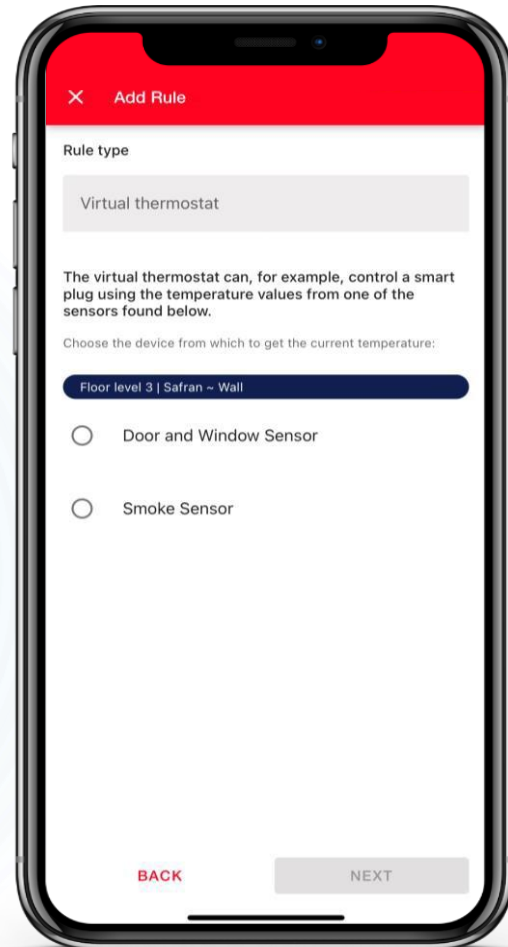 Add Rule
Rule type
Virtual thermostat
The virtual thermostat can, for example, control a smart
plug using the temperature values from one of the
sensors found below.
Choose the device from which to get the current temperature:
Floor level 3 | Safran ~ Wall
Door and Window Sensor
Smoke Sensor
BACK NEXT